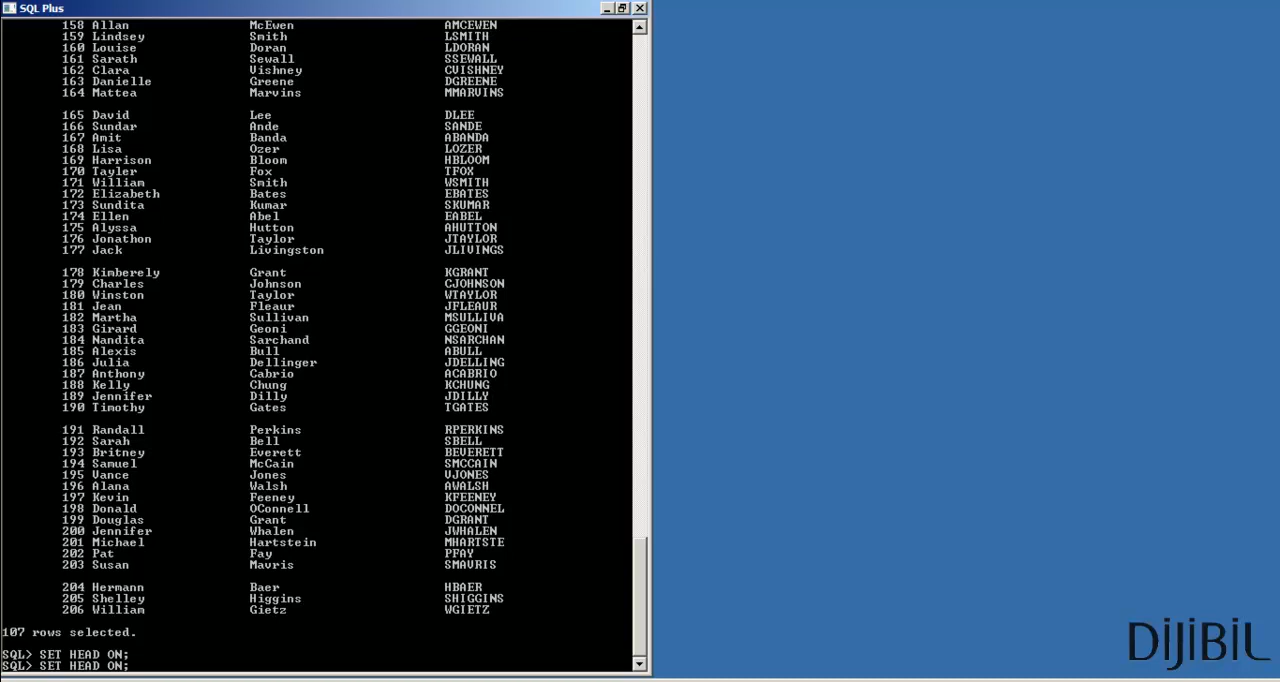 SQL Plus
158 Allan McEwen AMCEWEN
159 Lindsey Smith LSMITH
160 Louise Doran LDORAN
161 Sarath Sewall SSEWALL
162 Clara Vishney CVISHNEY
163 Danielle Greene DGREENE
164 Mattea Marvins MMARVINS
165 David Lee DLEE
166 Sundar Ande SANDE
167 Amit Banda ABANDA
168 Lisa Ozer LOZER
169 Harrison Bloom HBLOOM
170 Tayler Fox TFOX
171 William Smith WSMITH
172 Elizabeth Bates EBATES
173 Sundita Kumar SKUMAR
174 Ellen Abel EABEL
175 Alyssa Hutton AHUTTON
176 Jonathon Taylor JTAYLOR
177 Jack Livingston JLIVINGS
178 Kimberely Grant KGRANT
179 Charles Johnson CJOHNSON
180 Winston Taylor WTAYLOR
181 Jean Fleaur JFLEAUR
182 Martha Sullivan MSULLIVA
183 Girard Geoni GGEONI
184 Nandita Sarchand NSARCHAN
185 Alexis Bull ABULL
186 Julia Dellinger JDELLING
187 Anthony Cabrio ACABRIO
188 Kelly Chung KCHUNG
189 Jennifer Dilly JDILLY
190 Timothy Gates TGATES
191 Randall Perkins RPERKINS
192 Sarah Bell SBELL
193 Britney Everett BEVERETT
194 Samuel McCain SMCCAIN
195 Vance Jones VJONES
196 Alana Walsh AWALSH
197 Kevin Feeney KFEENEY
198 Donald OConnell DOCONNEL
199 Douglas Grant DGRANT
200 Jennifer Whalen JWHALEN
201 Michael Hartstein MHARTSTE
202 Pat Fay PFAY
203 Susan Mavris SMAVRIS
204 Hermann Baer HBAER
205 Shelley Higgins SHIGGINS
206 William Gietz WGIETZ
107 rows selected.
SQL> SET HEAD ON;
SQL> SET HEAD ON;
DiJiBiL